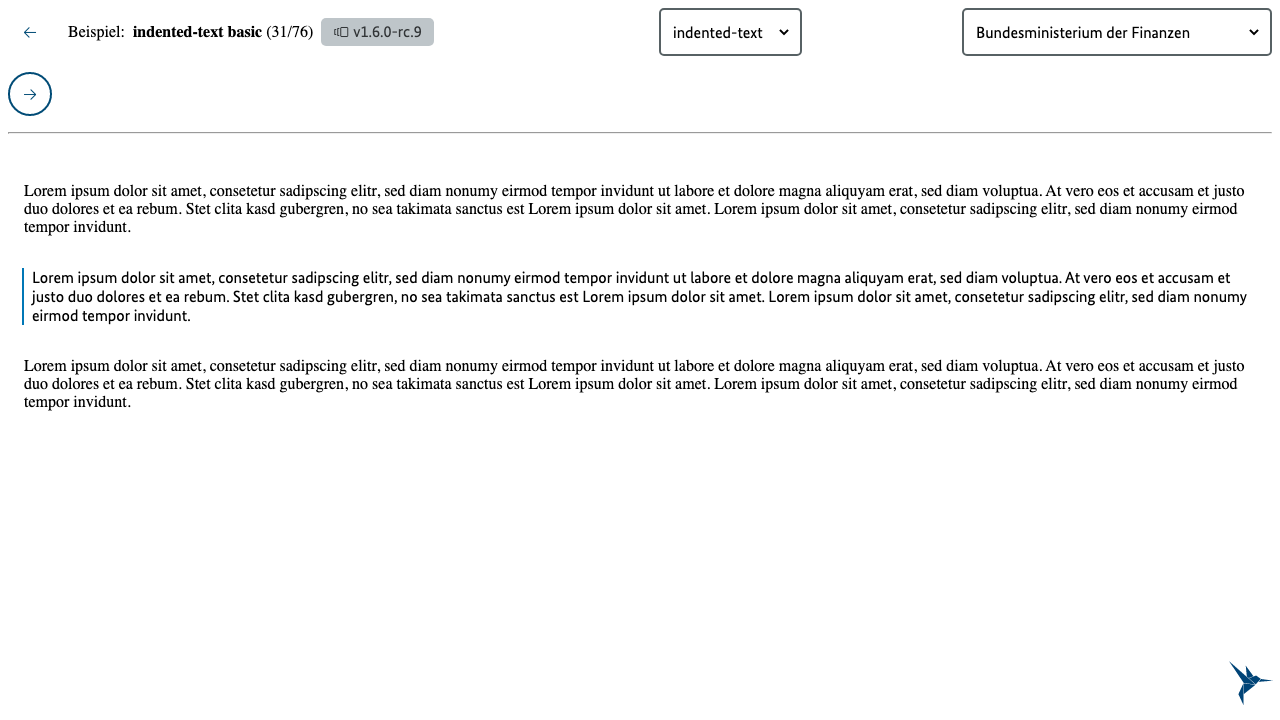 Beispiel: indented-text basic (31/76) v1.6.0-rc.9
indented-text
Bundesministerium der Finanzen
Lorem ipsum dolor sit amet, consetetur sadipscing elitr, sed diam nonumy eirmod tempor invidunt ut labore et dolore magna aliquyam erat, sed diam voluptua. At vero eos et accusam et justo
duo dolores et ea rebum. Stet clita kasd gubergren, no sea takimata sanctus est Lorem ipsum dolor sit amet. Lorem ipsum dolor sit amet, consetetur sadipscing elitr, sed diam nonumy eirmod
tempor invidunt.
Lorem ipsum dolor sit amet, consetetur sadipscing elitr, sed diam nonumy eirmod tempor invidunt ut labore et dolore magna aliquyam erat, sed diam voluptua. At vero eos et accusam et
justo duo dolores et ea rebum. Stet clita kasd gubergren, no sea takimata sanctus est Lorem ipsum dolor sit amet. Lorem ipsum dolor sit amet, consetetur sadipscing elitr, sed diam nonumy
eirmod tempor invidunt.
Lorem ipsum dolor sit amet, consetetur sadipscing elitr, sed diam nonumy eirmod tempor invidunt ut labore et dolore magna aliquyam erat, sed diam voluptua. At vero eos et accusam et justo
duo dolores et ea rebum. Stet clita kasd gubergren, no sea takimata sanctus est Lorem ipsum dolor sit amet. Lorem ipsum dolor sit amet, consetetur sadipscing elitr, sed diam nonumy eirmod
tempor invidunt.